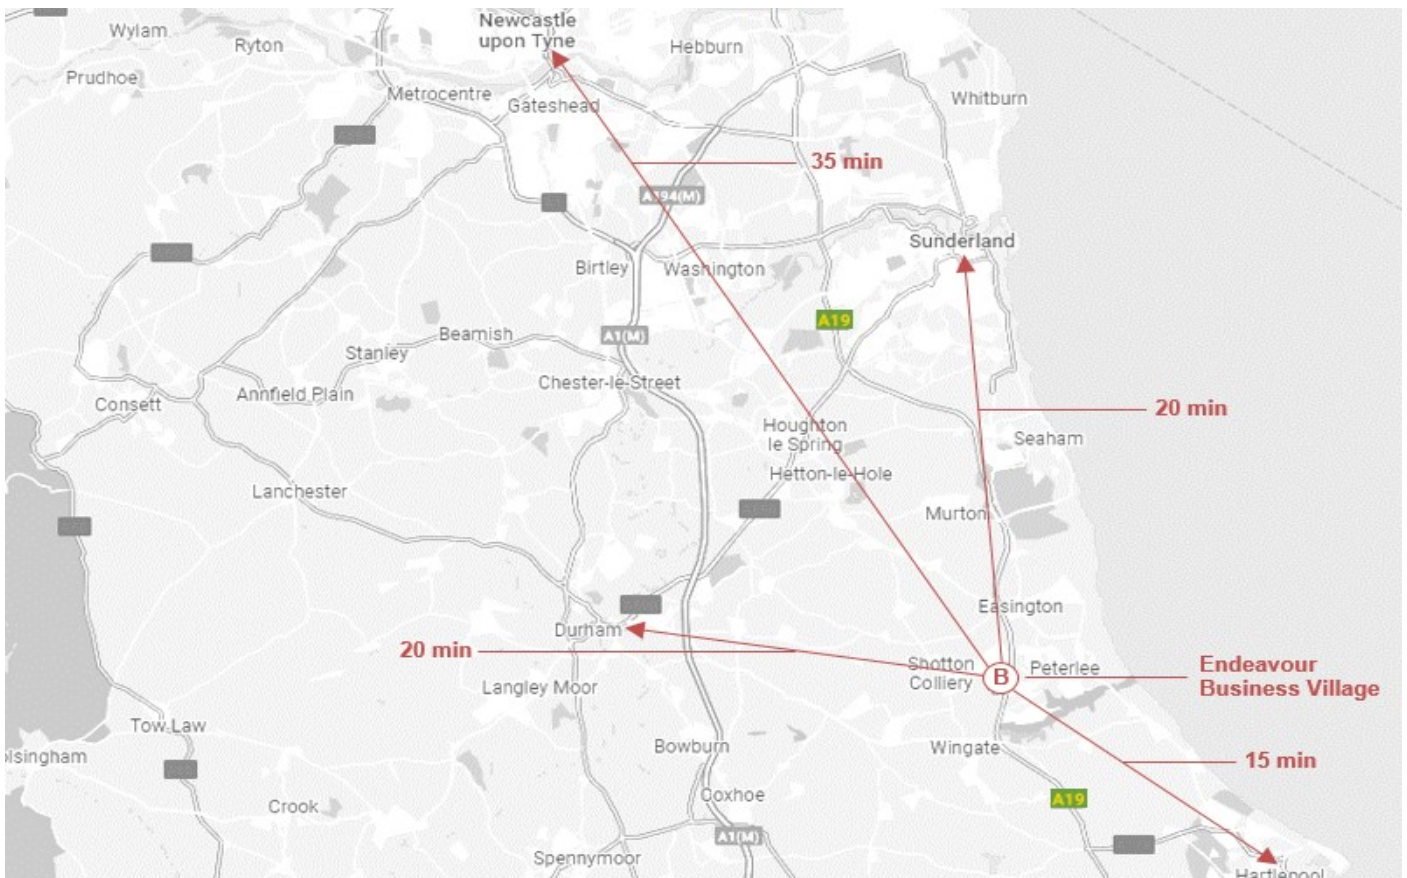 Newcastle
upon Tyne
Wylam
Ryton
Hebburn
Prudhoe
Metrocentre
Gateshead
Whitburn
35 min
A194(M)
Sunderland
Birtley
Washington
A19
A1(M)
Beamish
Stanley
Chester-le-Street
Annfield Plain
Consett
20 min
Houghton
le Spring
Seaham
Hetton-le-Hole
Lanchester
Murton
Easington
Durham
20 min
Shotton
Colliery
B
Peterlee
Endeavour
Business Village
Langley Moor
Tow Law
Bowburn
Wingate
olsingham
15 min
Coxhoe
A19
Crook
A1(M)
Spennymoor
Hartlepool